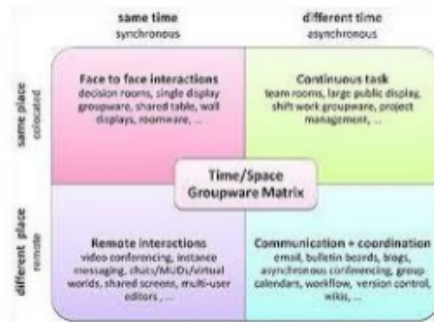 same time
synchronous
different time
asynchronous
same place
colocated
Face to face interactions
decision rooms, single display
groupware, shared table, wall
displays, roomware, ...
Continuous task
team rooms, large public display,
shift work groupware, project
management, ...
Time/Space
Groupware Matrix
different place
remote
Remote interactions
video conferencing, instance
messaging, chats/MUDs/virtual
worlds, shared screens, multi-user
editors , ...
Communication + coordination
email, bulletin boards, blogs,
asynchronous conferencing, group
calendars, workflow, version control,
wikis, ...